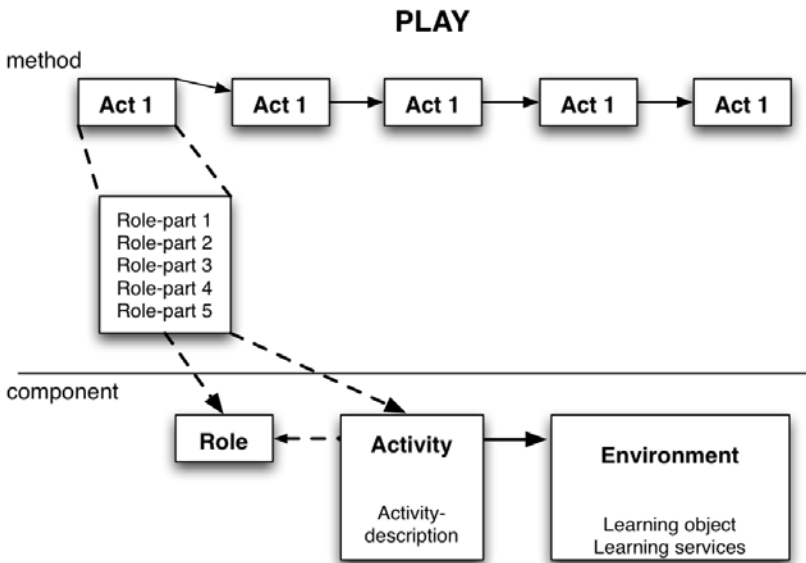 PLAY
method
Act 1
Act 1
Act 1
Act 1
Act 1
Role-part 1
Role-part 2
Role-part 3
Role-part 4
Role-part 5
component
Role
Activity
Activity-
description
Environment
Learning object
Learning services